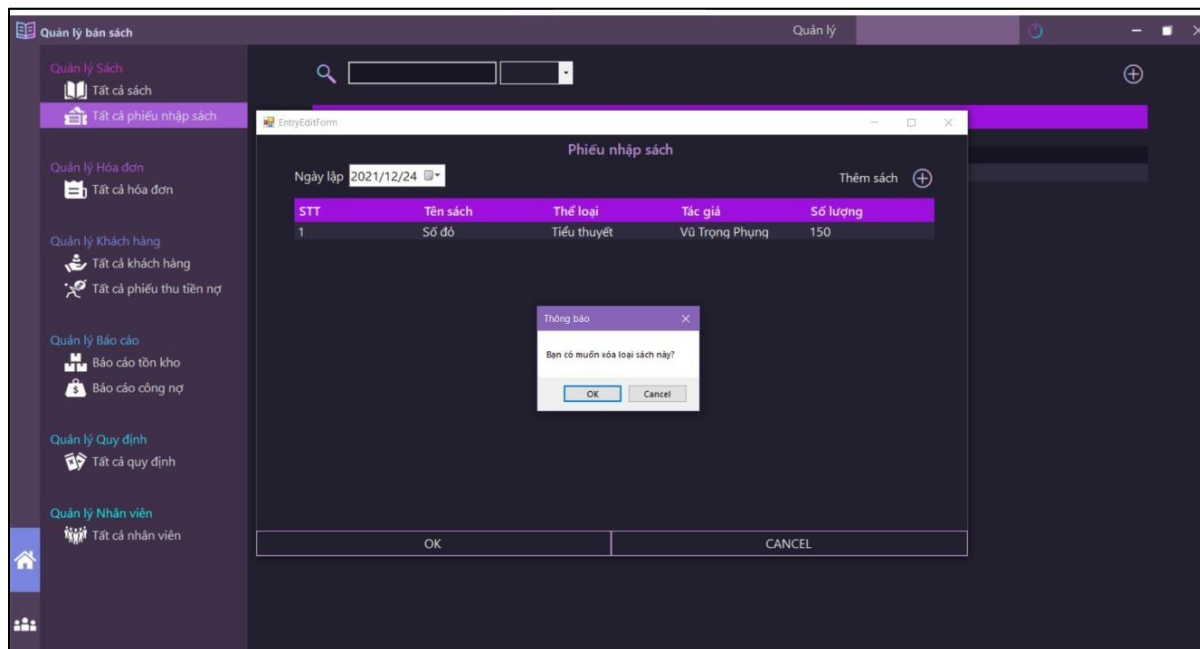 Quản lý bán sách
Quản lý
Quản lý Sách
Tất cả sách
Tất cả phiếu nhập sách
Quản lý Hóa đơn
Tất cả hóa đơn
Quản lý Khách hàng
Tất cả khách hàng
Tất cả phiếu thu tiền nợ
Quản lý Báo cáo
Báo cáo tồn kho
Báo cáo công nợ
Quản lý Quy định
Tất cả quy định
Quản lý Nhân viên
Tất cả nhân viên
EntryEditForm
Phiếu nhập sách
Ngày lập 2021/12/24 Thêm sách
STT Tên sách Thể loại Tác giả Số lượng
1 Số đỏ Tiểu thuyết Vũ Trọng Phụng 150
Thông báo
Bạn có muốn xóa loại sách này?
OK Cancel
OK CANCEL